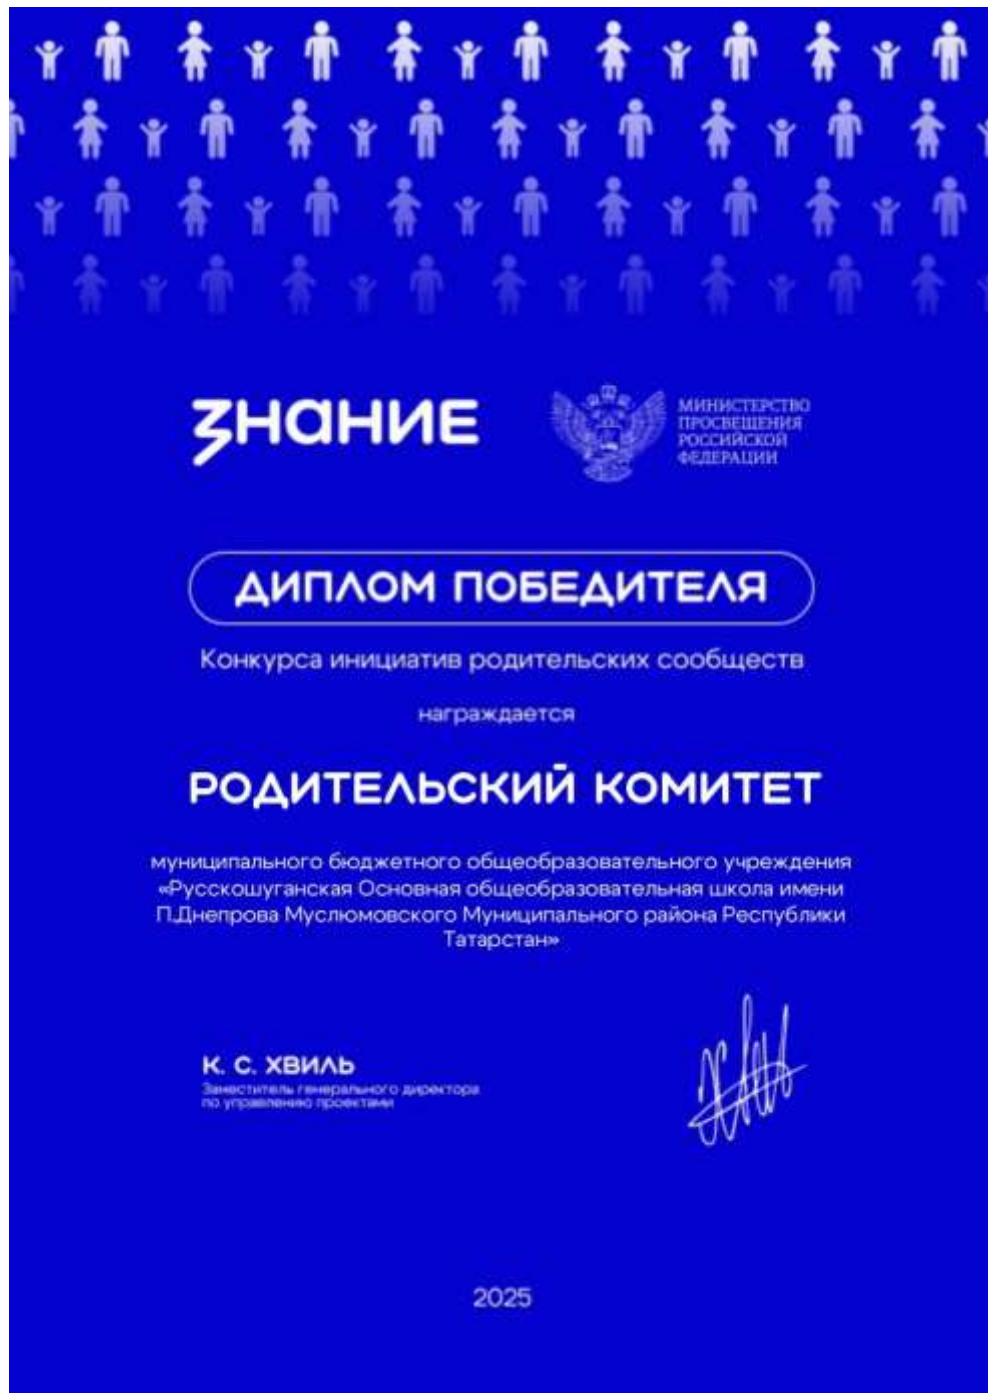 ЗНАНИЕ
МИНИСТЕРСТВО
ПРОСВЕЩЕНИЯ
РОССИЙСКОЙ
ФЕДЕРАЦИИ
ДИПЛОМ ПОБЕДИТЕЛЯ
Конкурса инициатив родительских сообществ
награждается
РОДИТЕЛЬСКИЙ КОМИТЕТ
муниципального бюджетного общеобразовательного учреждения
«Русскошуганская Основная общеобразовательная школа имени
П.Днепрова Муслюмовского Муниципального района Республики
Татарстан»
К. С. ХВИЛЬ
Заместитель генерального директора
по управлению проектами
2025